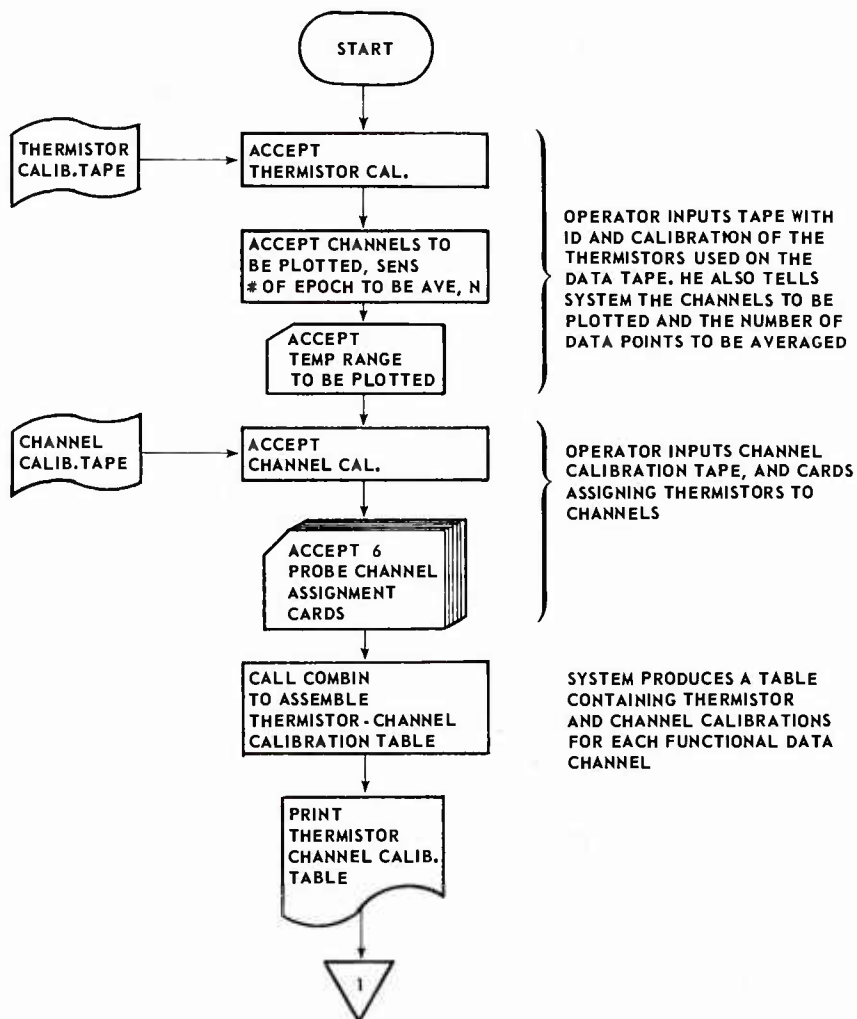 START
THERMISTOR
CALIB.TAPE
ACCEPT
THERMISTOR CAL.
ACCEPT CHANNELS TO
BE PLOTTED, SENS
# OF EPOCH TO BE AVE, N
ACCEPT
TEMP RANGE
TO BE PLOTTED
OPERATOR INPUTS TAPE WITH
ID AND CALIBRATION OF THE
THERMISTORS USED ON THE
DATA TAPE. HE ALSO TELLS
SYSTEM THE CHANNELS TO BE
PLOTTED AND THE NUMBER OF
DATA POINTS TO BE AVERAGED
CHANNEL
CALIB.TAPE
ACCEPT
CHANNEL CAL.
ACCEPT 6
PROBE CHANNEL
ASSIGNMENT
CARDS
OPERATOR INPUTS CHANNEL
CALIBRATION TAPE, AND CARDS
ASSIGNING THERMISTORS TO
CHANNELS
CALL COMBIN
TO ASSEMBLE
THERMISTOR-CHANNEL
CALIBRATION TABLE
SYSTEM PRODUCES A TABLE
CONTAINING THERMISTOR
AND CHANNEL CALIBRATIONS
FOR EACH FUNCTIONAL DATA
CHANNEL
PRINT
THERMISTOR
CHANNEL CALIB.
TABLE
1